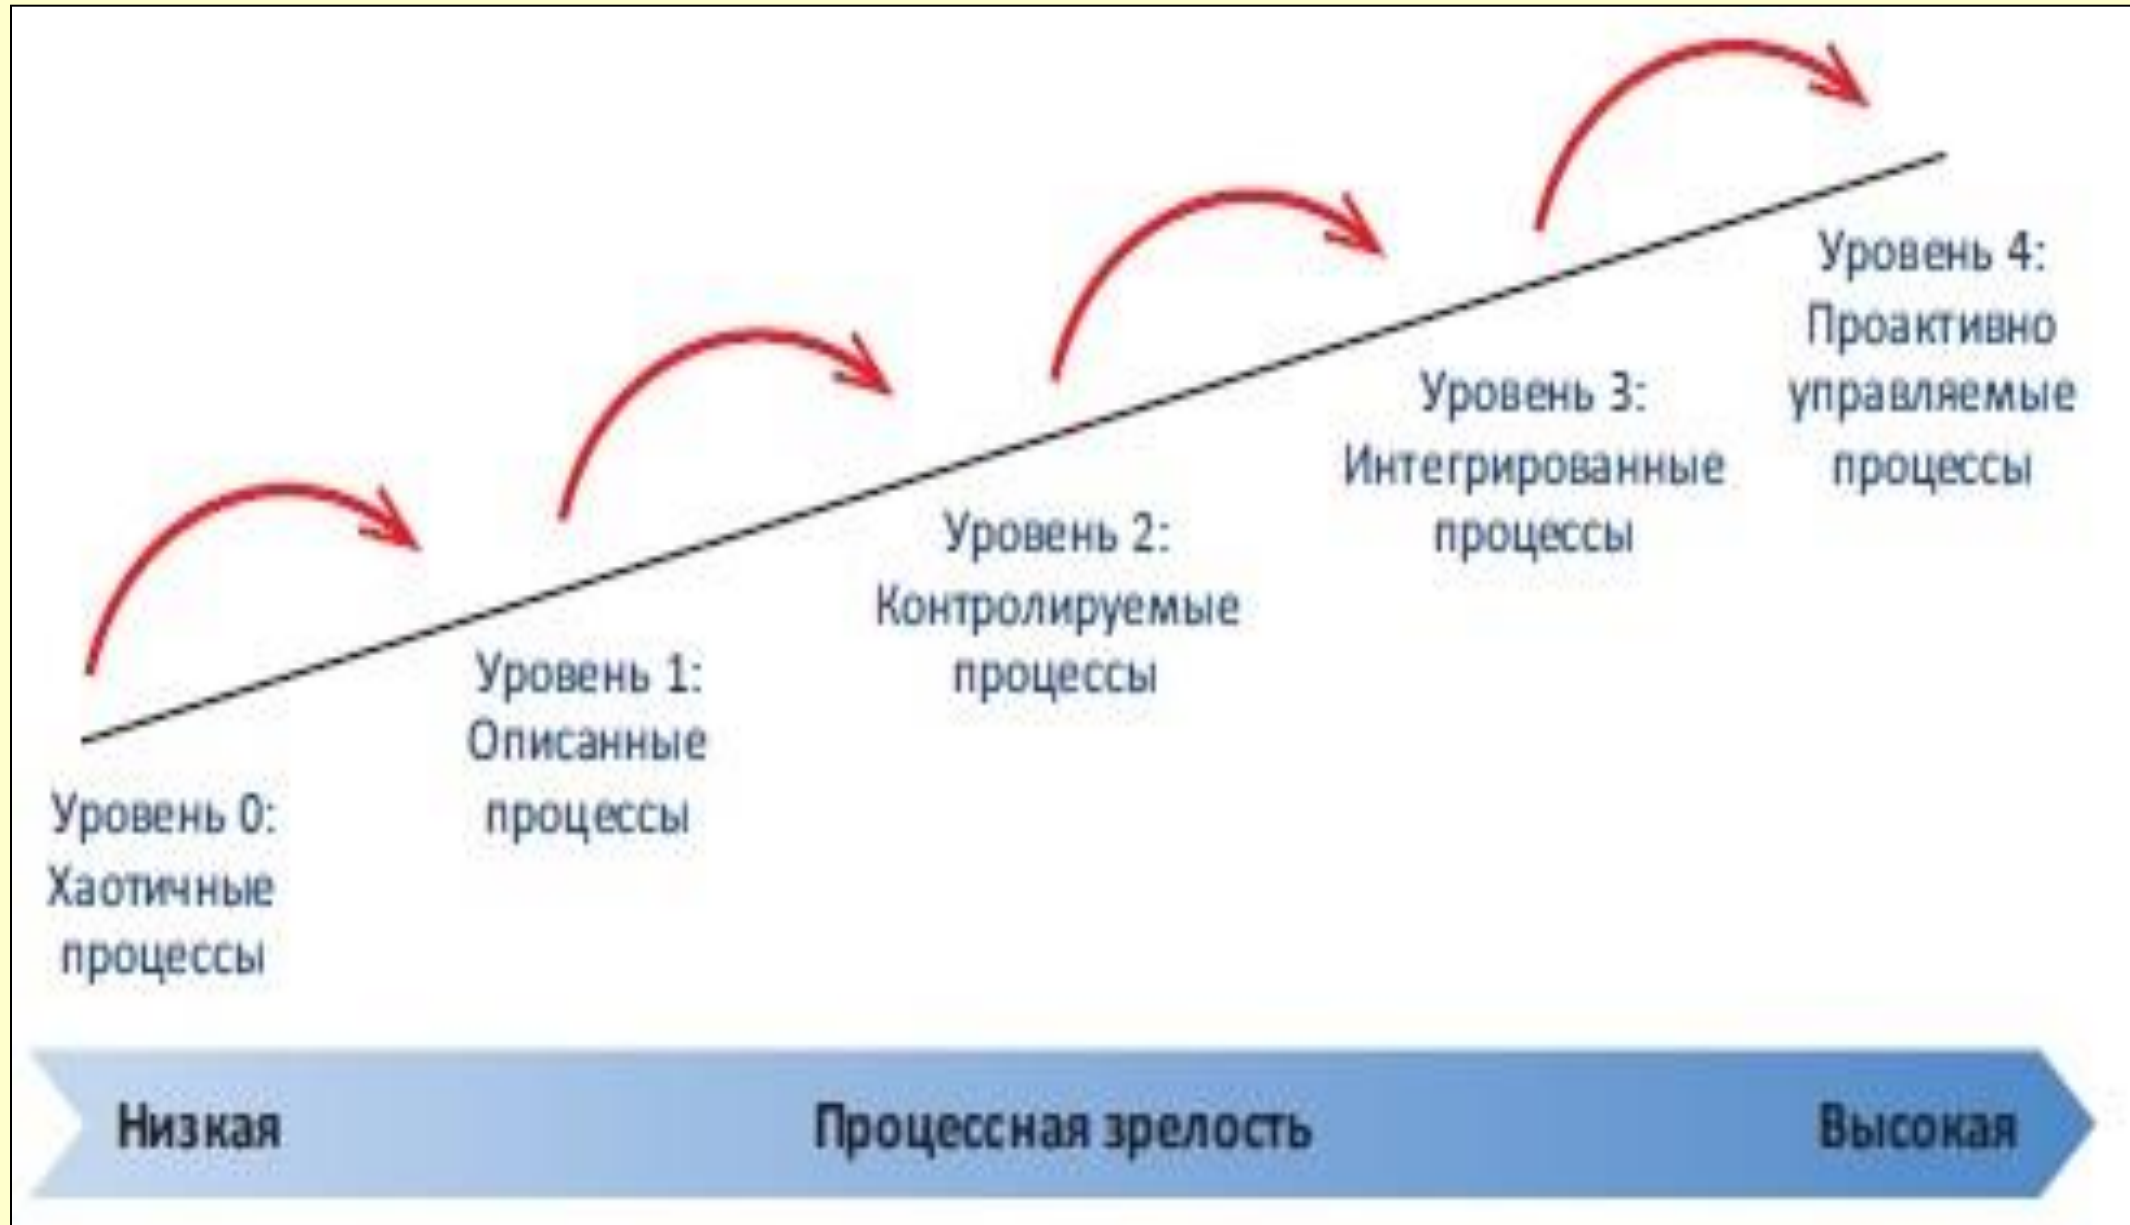 Уровень 0:
Хаотичные
процессы
Уровень 1:
Описанные
процессы
Уровень 2:
Контролируемые
процессы
Уровень 3:
Интегрированные
процессы
Уровень 4:
Проактивно
управляемые
процессы
Низкая
Процессная зрелость
Высокая